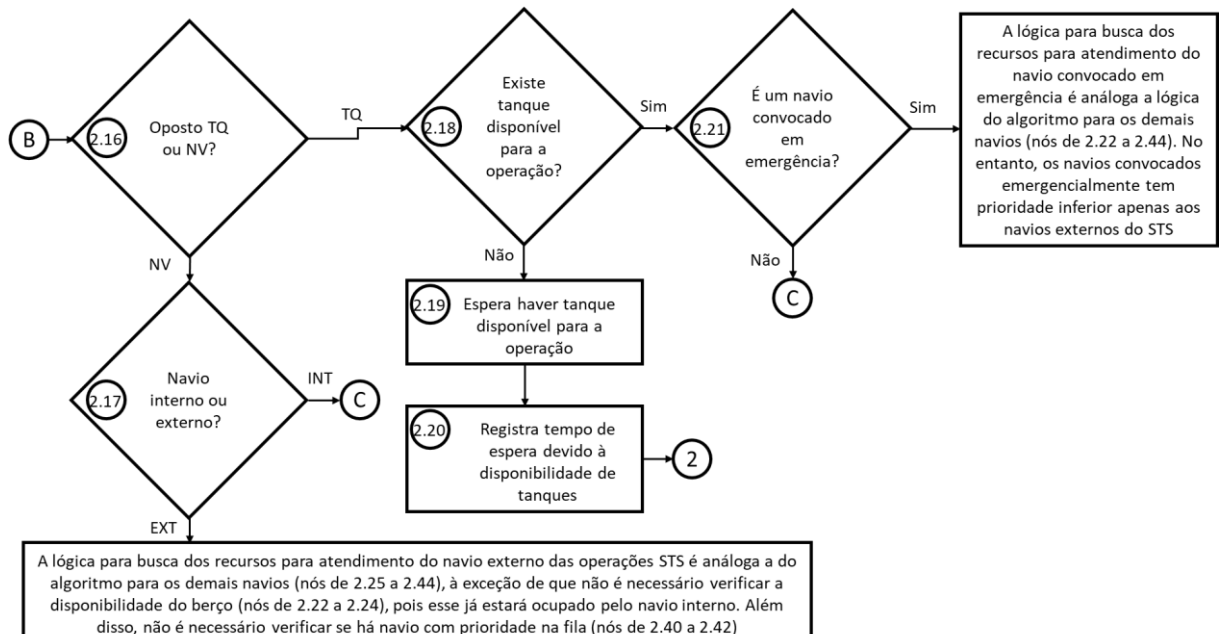 B
2.16
Oposto TQ
ou NV?
TQ
NV
2.18
Existe
tanque
disponível
para a
operação?
Sim
Não
2.21
É um navio
convocado
em
emergência?
Sim
Não
C
A lógica para busca dos
recursos para atendimento do
navio convocado em
emergência é análoga a lógica
do algoritmo para os demais
navios (nós de 2.22 a 2.44). No
entanto, os navios convocados
emergencialmente tem
prioridade inferior apenas aos
navios externos do STS
2.19
Espera haver tanque
disponível para a
operação
2.20
Registra tempo de
espera devido à
disponibilidade de
tanques
2
2.17
Navio
interno ou
externo?
INT
C
EXT
A lógica para busca dos recursos para atendimento do navio externo das operações STS é análoga a do
algoritmo para os demais navios (nós de 2.25 a 2.44), à exceção de que não é necessário verificar a
disponibilidade do berço (nós de 2.22 a 2.24), pois esse já estará ocupado pelo navio interno. Além
disso, não é necessário verificar se há navio com prioridade na fila (nós de 2.40 a 2.42)